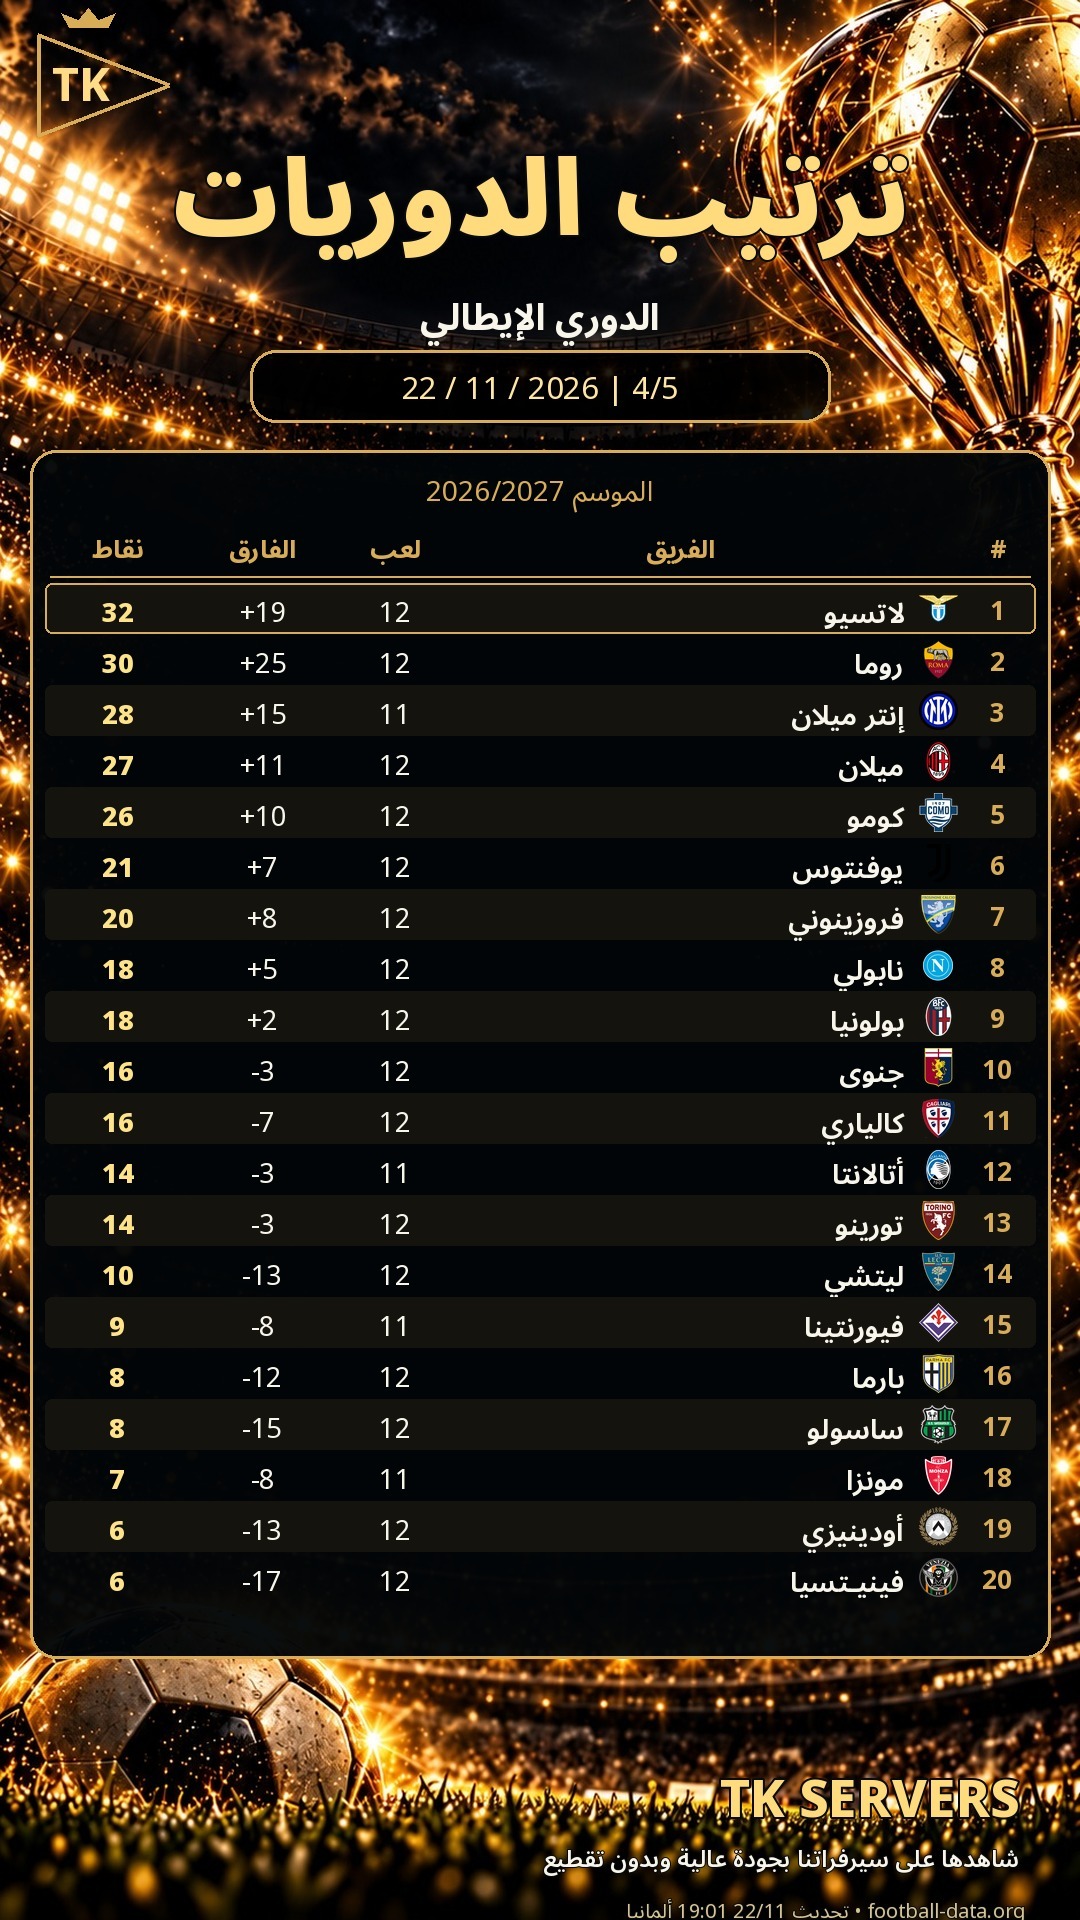 TK
ترتيب الدوريات
الدوري الإيطالي
22 / 11 / 2026 | 4/5
الموسم 2026/2027
# الفريق لعب الفارق نقاط
1 لاتسيو 12 +19 32
2 روما 12 +25 30
3 إنتر ميلان 11 +15 28
4 ميلان 12 +11 27
5 كومو 12 +10 26
6 يوفنتوس 12 +7 21
7 فروزينوني 12 +8 20
8 نابولي 12 +5 18
9 بولونيا 12 +2 18
10 جنوى 12 -3 16
11 كالياري 12 -7 16
12 أتالانتا 11 -3 14
13 تورينو 12 -3 14
14 ليتشي 12 -13 10
15 فيورنتينا 11 -8 9
16 بارما 12 -12 8
17 ساسولو 12 -15 8
18 مونزا 11 -8 7
19 أودينيزي 12 -13 6
20 فينيـتسيا 12 -17 6
TK SERVERS
شاهدها على سيرفراتنا بجودة عالية وبدون تقطيع
football-data.org • تحديث 22/11 19:01 ألمانيا